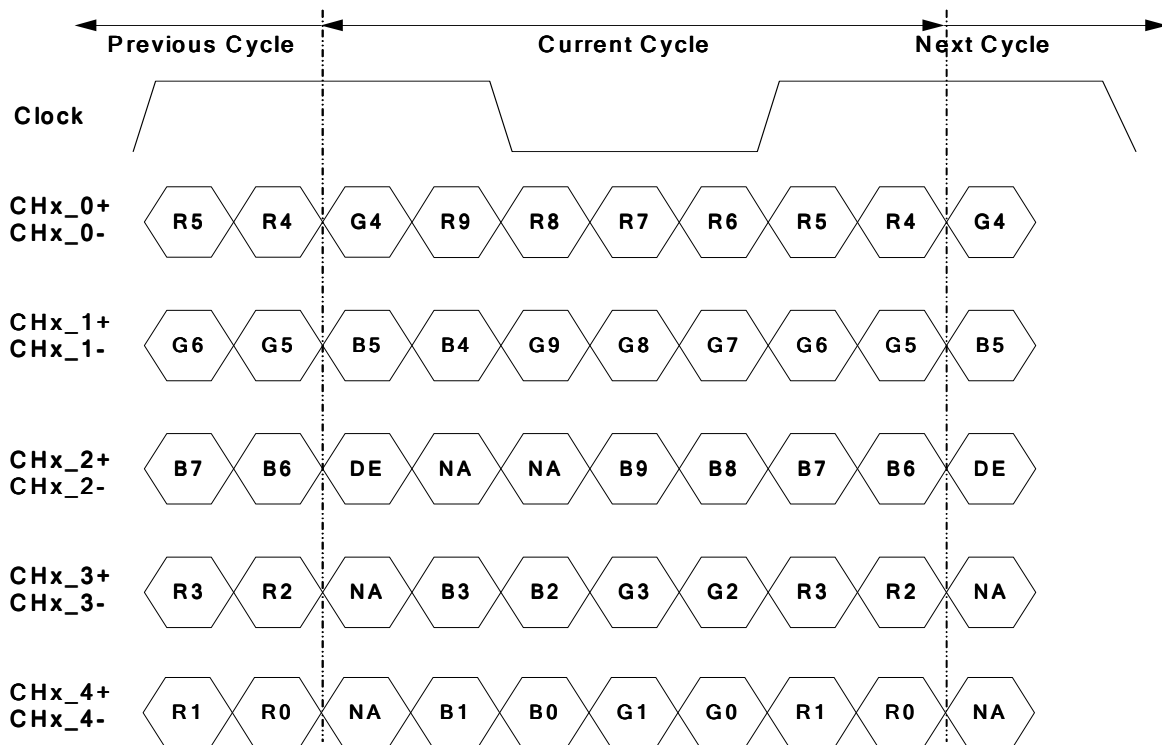 Previous Cycle Current Cycle Next Cycle
Clock
CHx_0+
CHx_0-
R5 R4 G4 R9 R8 R7 R6 R5 R4 G4
CHx_1+
CHx_1-
G6 G5 B5 B4 G9 G8 G7 G6 G5 B5
CHx_2+
CHx_2-
B7 B6 DE NA NA B9 B8 B7 B6 DE
CHx_3+
CHx_3-
R3 R2 NA B3 B2 G3 G2 R3 R2 NA
CHx_4+
CHx_4-
R1 R0 NA B1 B0 G1 G0 R1 R0 NA